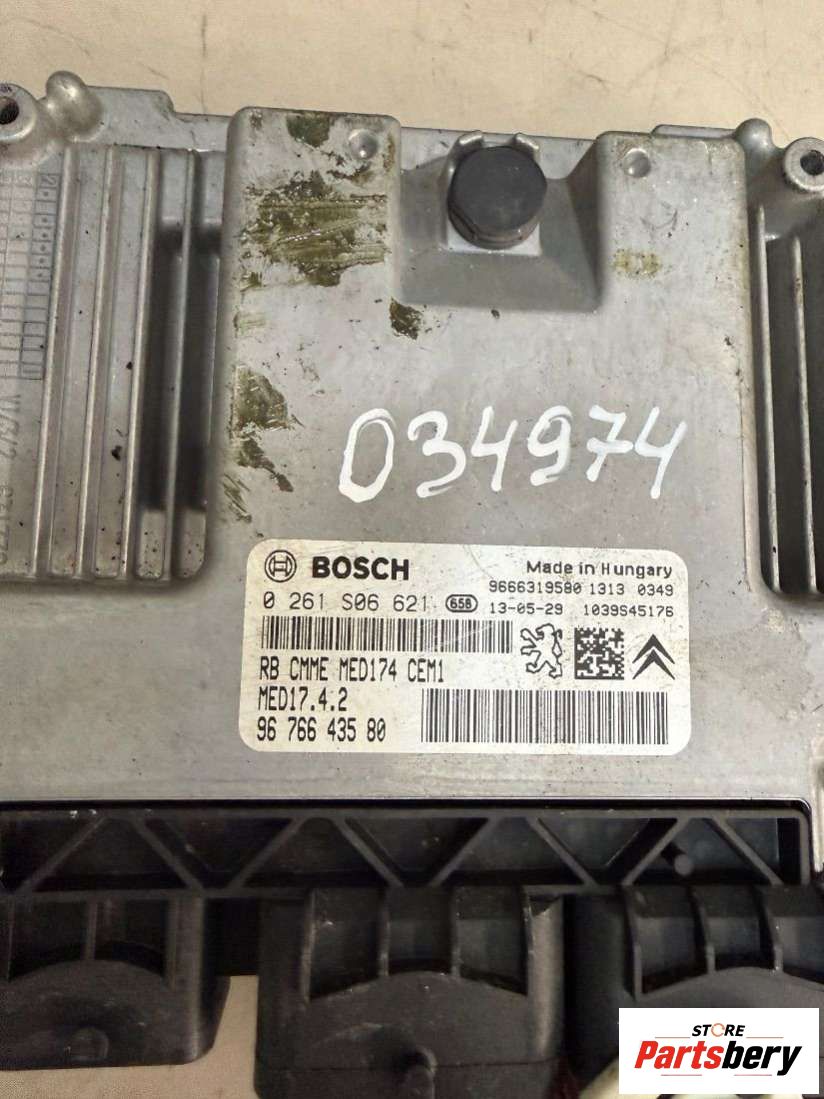 034974
BOSCH
Made in Hungary
9666319580 1313 0349
0 261 S06 621 658 13-05-29 1039S45176
RB CMME MED174 CEM1
MED17.4.2
96 766 435 80
STORE
Partsbery